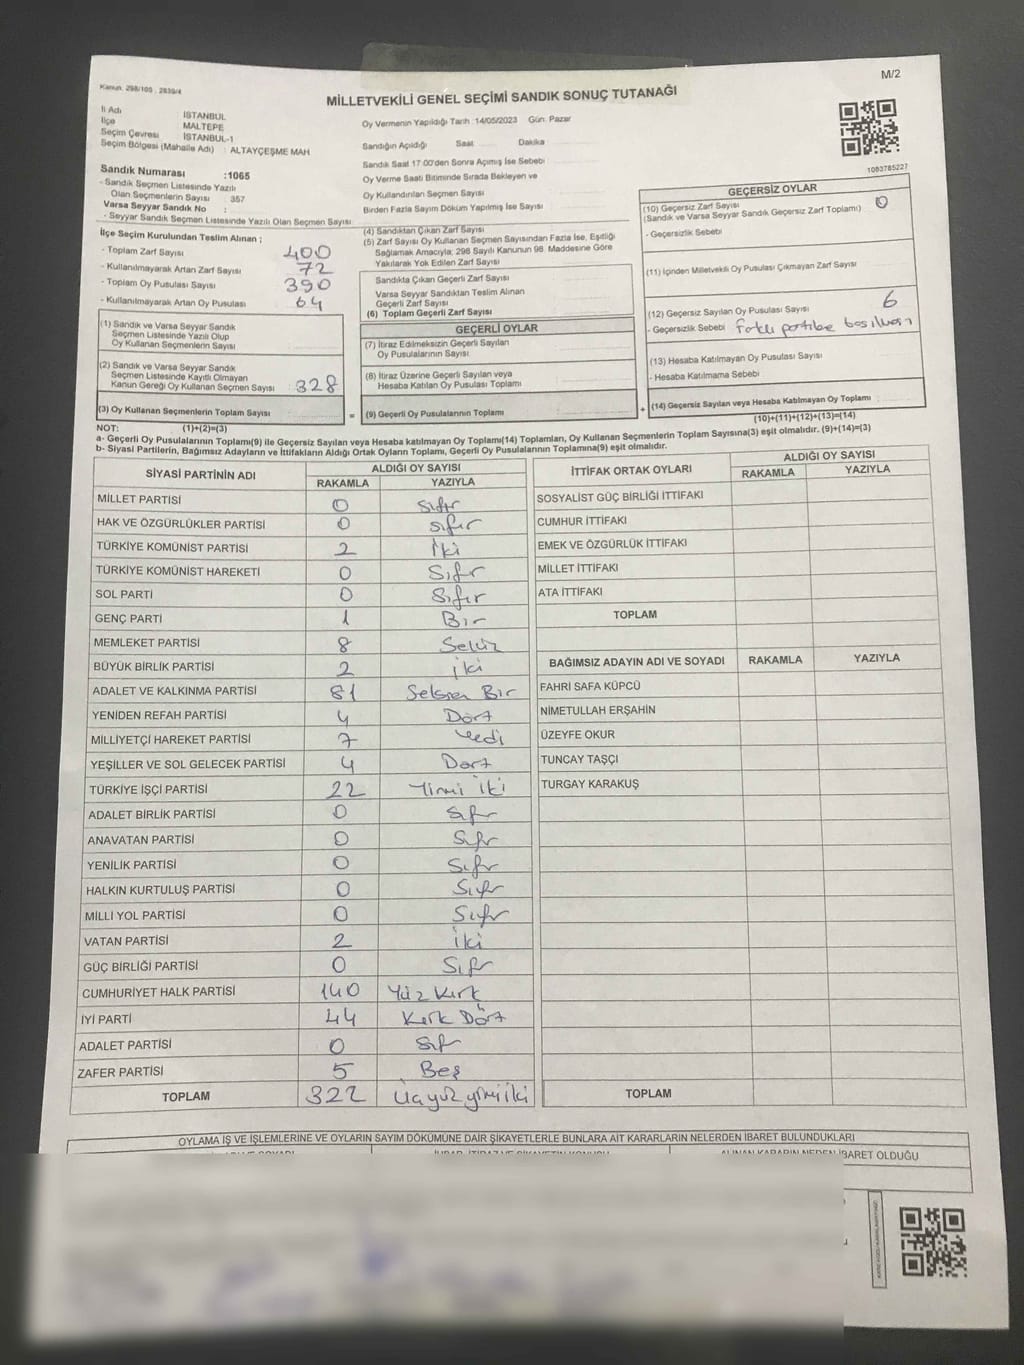 Kanun: 298/105 , 2839/4
M/2
MİLLETVEKİLİ GENEL SEÇİMİ SANDIK SONUÇ TUTANAĞI
İl Adı İSTANBUL
İlçe MALTEPE
Seçim Çevresi İSTANBUL-1
Seçim Bölgesi (Mahalle Adı) : ALTAYÇEŞME MAH
Sandık Numarası :1065
- Sandık Seçmen Listesinde Yazılı
Olan Seçmenlerin Sayısı : 357
Varsa Seyyar Sandık No :
- Seyyar Sandık Seçmen Listesinde Yazılı Olan Seçmen Sayısı:
İlçe Seçim Kurulundan Teslim Alınan ;
- Toplam Zarf Sayısı 400
- Kullanılmayarak Artan Zarf Sayısı 72
- Toplam Oy Pusulası Sayısı 390
- Kullanılmayarak Artan Oy Pusulası 64
(1) Sandık ve Varsa Seyyar Sandık
Seçmen Listesinde Yazılı Olup
Oy Kullanan Seçmenlerin Sayısı
(2) Sandık ve Varsa Seyyar Sandık
Seçmen Listesinde Kayıtlı Olmayan
Kanun Gereği Oy Kullanan Seçmen Sayısı 328
(3) Oy Kullanan Seçmenlerin Toplam Sayısı
Oy Vermenin Yapıldığı Tarih :14/05/2023 Gün: Pazar
Sandığın Açıldığı Saat Dakika
Sandık Saat 17.00'den Sonra Açılmış İse Sebebi
Oy Verme Saati Bitiminde Sırada Bekleyen ve
Oy Kullandırılan Seçmen Sayısı
Birden Fazla Sayım Döküm Yapılmış İse Sayısı
(4) Sandıktan Çıkan Zarf Sayısı
(5) Zarf Sayısı Oy Kullanan Seçmen Sayısından Fazla İse, Eşitliği
Sağlamak Amacıyla; 298 Sayılı Kanunun 98. Maddesine Göre
Yakılarak Yok Edilen Zarf Sayısı
Sandıkta Çıkan Geçerli Zarf Sayısı
Varsa Seyyar Sandıktan Teslim Alınan
Geçerli Zarf Sayısı
(6) Toplam Geçerli Zarf Sayısı
GEÇERLİ OYLAR
(7) İtiraz Edilmeksizin Geçerli Sayılan
Oy Pusulalarının Sayısı
(8) İtiraz Üzerine Geçerli Sayılan veya
Hesaba Katılan Oy Pusulası Toplamı
= (9) Geçerli Oy Pusulalarının Toplamı
1083785227
GEÇERSİZ OYLAR
(10) Geçersiz Zarf Sayısı 0
(Sandık ve Varsa Seyyar Sandık Geçersiz Zarf Toplamı)
- Geçersizlik Sebebi
(11) İçinden Milletvekili Oy Pusulası Çıkmayan Zarf Sayısı
(12) Geçersiz Sayılan Oy Pusulası Sayısı 6
- Geçersizlik Sebebi Farklı partilere basılması
(13) Hesaba Katılmayan Oy Pusulası Sayısı
- Hesaba Katılmama Sebebi
+ (14) Geçersiz Sayılan veya Hesaba Katılmayan Oy Toplamı
NOT: (1)+(2)=(3) (10)+(11)+(12)+(13)=(14)
a- Geçerli Oy Pusulalarının Toplamı(9) ile Geçersiz Sayılan veya Hesaba katılmayan Oy Toplamı(14) Toplamları, Oy Kullanan Seçmenlerin Toplam Sayısına(3) eşit olmalıdır. (9)+(14)=(3)
b- Siyasi Partilerin, Bağımsız Adayların ve İttifakların Aldığı Ortak Oyların Toplamı, Geçerli Oy Pusulalarının Toplamına(9) eşit olmalıdır.
SİYASİ PARTİNİN ADI ALDIĞI OY SAYISI
RAKAMLA YAZIYLA
MİLLET PARTİSİ 0 sıfır
HAK VE ÖZGÜRLÜKLER PARTİSİ 0 sıfır
TÜRKİYE KOMÜNİST PARTİSİ 2 İki
TÜRKİYE KOMÜNİST HAREKETİ 0 Sıfır
SOL PARTİ 0 Sıfır
GENÇ PARTİ 1 Bir
MEMLEKET PARTİSİ 8 Sekiz
BÜYÜK BİRLİK PARTİSİ 2 iki
ADALET VE KALKINMA PARTİSİ 81 Seksen Bir
YENİDEN REFAH PARTİSİ 4 Dört
MİLLİYETÇİ HAREKET PARTİSİ 7 Yedi
YEŞİLLER VE SOL GELECEK PARTİSİ 4 Dört
TÜRKİYE İŞÇİ PARTİSİ 22 Yirmi İki
ADALET BİRLİK PARTİSİ 0 Sıfır
ANAVATAN PARTİSİ 0 Sıfır
YENİLİK PARTİSİ 0 Sıfır
HALKIN KURTULUŞ PARTİSİ 0 Sıfır
MİLLİ YOL PARTİSİ 0 Sıfır
VATAN PARTİSİ 2 iki
GÜÇ BİRLİĞİ PARTİSİ 0 Sıfır
CUMHURİYET HALK PARTİSİ 140 Yüz Kırk
İYİ PARTİ 44 Kırk Dört
ADALET PARTİSİ 0 Sıfır
ZAFER PARTİSİ 5 Beş
TOPLAM 322 üçyüz yirmi iki
İTTİFAK ORTAK OYLARI ALDIĞI OY SAYISI
RAKAMLA YAZIYLA
SOSYALİST GÜÇ BİRLİĞİ İTTİFAKI
CUMHUR İTTİFAKI
EMEK VE ÖZGÜRLÜK İTTİFAKI
MİLLET İTTİFAKI
ATA İTTİFAKI
TOPLAM
BAĞIMSIZ ADAYIN ADI VE SOYADI RAKAMLA YAZIYLA
FAHRİ SAFA KÜPCÜ
NİMETULLAH ERŞAHİN
ÜZEYFE OKUR
TUNCAY TAŞÇI
TURGAY KARAKUŞ
TOPLAM
OYLAMA İŞ VE İŞLEMLERİNE VE OYLARIN SAYIM DÖKÜMÜNE DAİR ŞİKAYETLERLE BUNLARA AİT KARARLARIN NELERDEN İBARET BULUNDUKLARI
ALINAN KARARIN NEDEN İBARET OLDUĞU